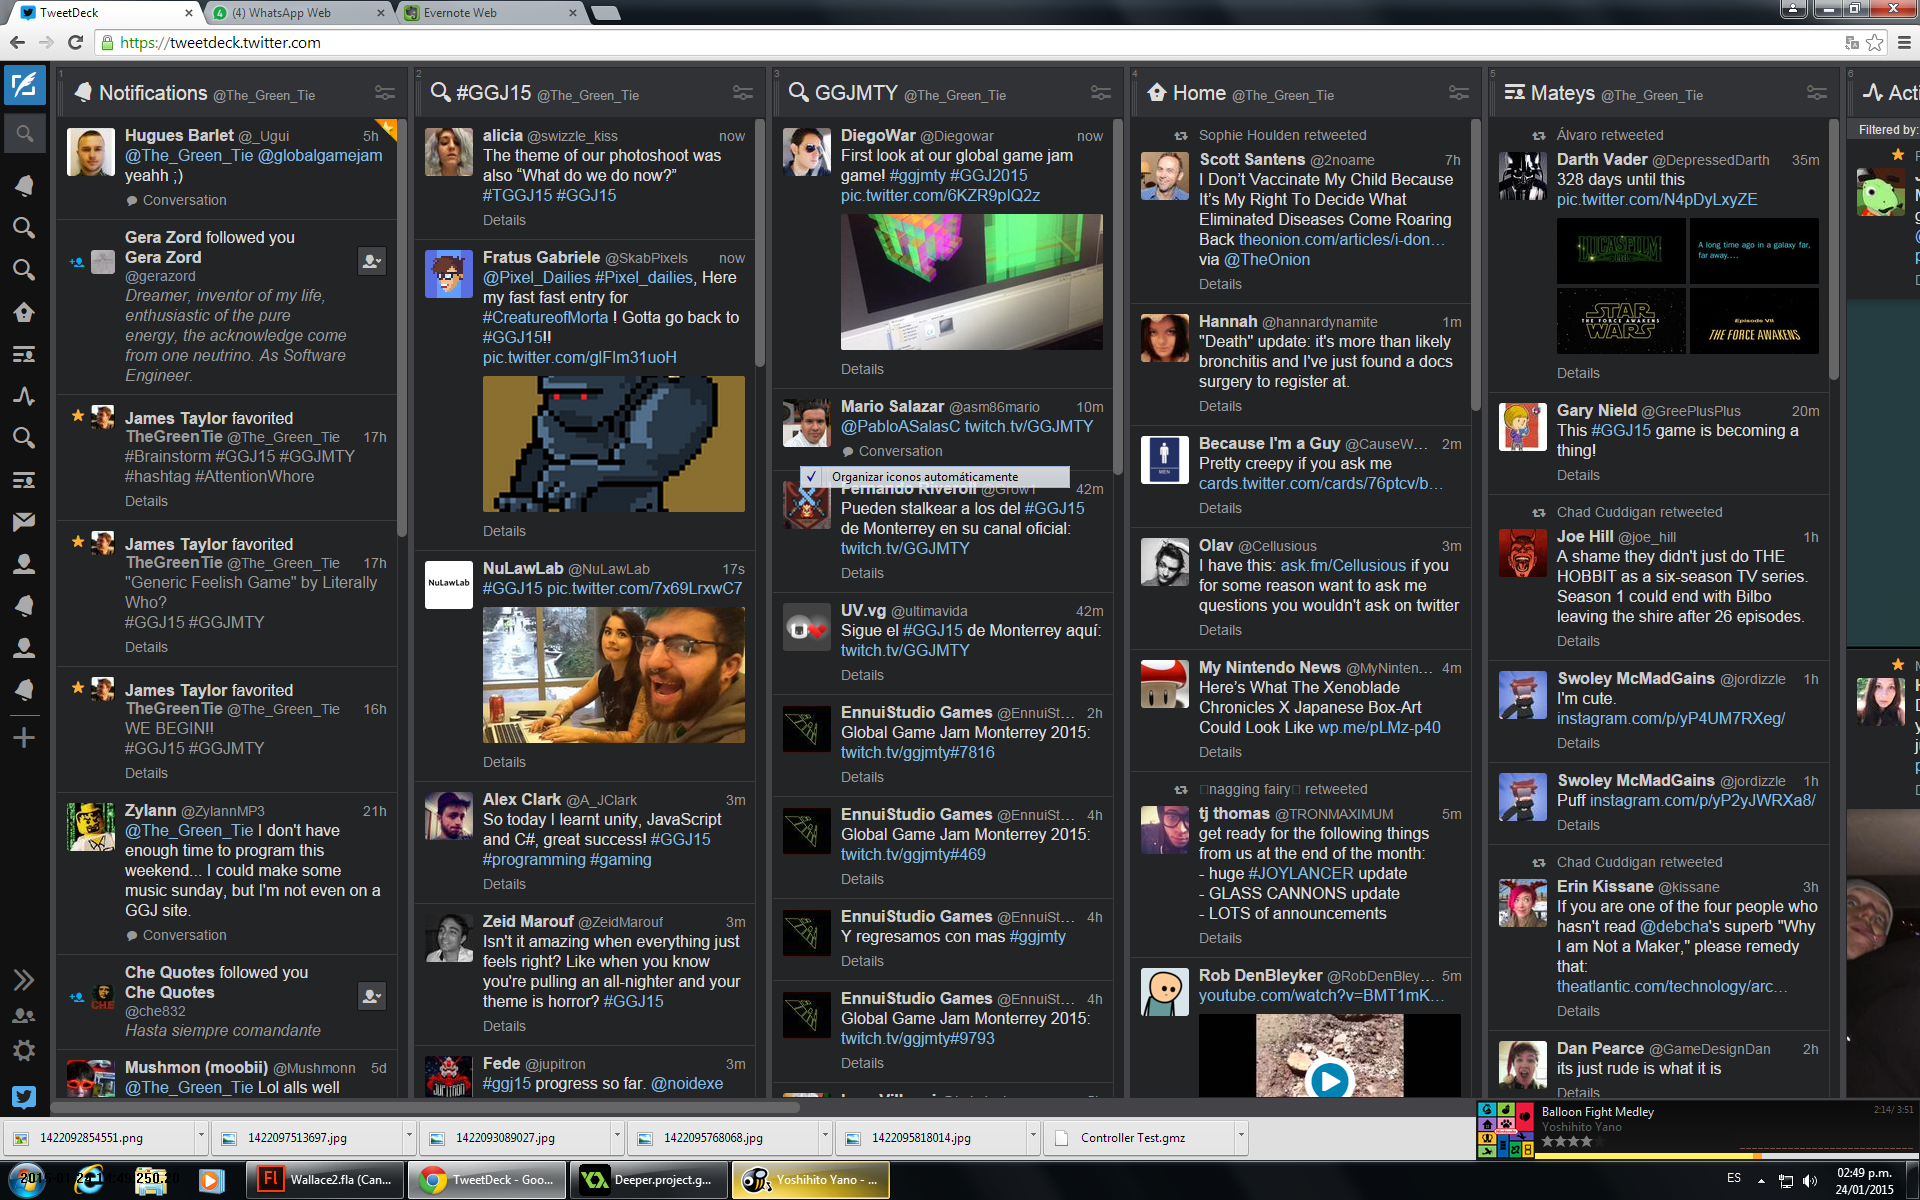 TweetDeck
(4) WhatsApp Web
Evernote Web
https://tweetdeck.twitter.com
1
Notifications @The_Green_Tie
Hugues Barlet @_Ugui 5h
@The_Green_Tie @globalgamejam
yeahh ;)
Conversation
Gera Zord followed you
Gera Zord
@gerazord
Dreamer, inventor of my life,
enthusiastic of the pure
energy, the acknowledge come
from one neutrino. As Software
Engineer.
James Taylor favorited
TheGreenTie @The_Green_Tie 17h
#Brainstorm #GGJ15 #GGJMTY
#hashtag #AttentionWhore
Details
James Taylor favorited
TheGreenTie @The_Green_Tie 17h
"Generic Feelish Game" by Literally
Who?
#GGJ15 #GGJMTY
Details
James Taylor favorited
TheGreenTie @The_Green_Tie 16h
WE BEGIN!!
#GGJ15 #GGJMTY
Details
Zylann @ZylannMP3 21h
@The_Green_Tie I don't have
enough time to program this
weekend... I could make some
music sunday, but I'm not even on a
GGJ site.
Conversation
Che Quotes followed you
Che Quotes
@che832
Hasta siempre comandante
CHE
Mushmon (moobii) @Mushmonn 5d
@The_Green_Tie Lol alls well
2
#GGJ15 @The_Green_Tie
alicia @swizzle_kiss now
The theme of our photoshoot was
also “What do we do now?”
#TGGJ15 #GGJ15
Details
Fratus Gabriele @SkabPixels now
@Pixel_Dailies #Pixel_dailies, Here
my fast fast entry for
#CreatureofMorta ! Gotta go back to
#GGJ15!!
pic.twitter.com/glFIm31uoH
Details
NuLawLab
NuLawLab @NuLawLab 17s
#GGJ15 pic.twitter.com/7x69LrxwC7
Details
Alex Clark @A_JClark 3m
So today I learnt unity, JavaScript
and C#, great success! #GGJ15
#programming #gaming
Details
Zeid Marouf @ZeidMarouf 3m
Isn't it amazing when everything just
feels right? Like when you know
you're pulling an all-nighter and your
theme is horror? #GGJ15
Details
Fede @jupitron 3m
#ggj15 progress so far. @noidexe
3
GGJMTY @The_Green_Tie
DiegoWar @Diegowar now
First look at our global game jam
game! #ggjmty #GGJ2015
pic.twitter.com/6KZR9pIQ2z
Details
Mario Salazar @asm86mario 10m
@PabloASalasC twitch.tv/GGJMTY
Conversation
Organizar iconos automáticamente
Fernando Riveroll @Grow1 42m
Pueden stalkear a los del #GGJ15
de Monterrey en su canal oficial:
twitch.tv/GGJMTY
Details
UV.vg @ultimavida 42m
Sigue el #GGJ15 de Monterrey aquí:
twitch.tv/GGJMTY
Details
EnnuiStudio Games @EnnuiSt... 2h
Global Game Jam Monterrey 2015:
twitch.tv/ggjmty#7816
Details
EnnuiStudio Games @EnnuiSt... 4h
Global Game Jam Monterrey 2015:
twitch.tv/ggjmty#469
Details
EnnuiStudio Games @EnnuiSt... 4h
Y regresamos con mas #ggjmty
Details
EnnuiStudio Games @EnnuiSt... 4h
Global Game Jam Monterrey 2015:
twitch.tv/ggjmty#9793
Details
4
Home @The_Green_Tie
Sophie Houlden retweeted
Scott Santens @2noame 7h
I Don’t Vaccinate My Child Because
It’s My Right To Decide What
Eliminated Diseases Come Roaring
Back theonion.com/articles/i-don…
via @TheOnion
Details
Hannah @hannardynamite 1m
"Death" update: it's more than likely
bronchitis and I've just found a docs
surgery to register at.
Details
MEN
Because I'm a Guy @CauseW... 2m
Pretty creepy if you ask me
cards.twitter.com/cards/76ptcv/b…
Details
Olav @Cellusious 3m
I have this: ask.fm/Cellusious if you
for some reason want to ask me
questions you wouldn't ask on twitter
Details
My Nintendo News @MyNinten... 4m
Here’s What The Xenoblade
Chronicles X Japanese Box-Art
Could Look Like wp.me/pLMz-p40
Details
nagging fairy retweeted
tj thomas @TRONMAXIMUM 5m
get ready for the following things
from us at the end of the month:
- huge #JOYLANCER update
- GLASS CANNONS update
- LOTS of announcements
Details
Rob DenBleyker @RobDenBley... 5m
youtube.com/watch?v=BMT1mK…
5
Mateys @The_Green_Tie
Álvaro retweeted
Darth Vader @DepressedDarth 35m
328 days until this
pic.twitter.com/N4pDyLxyZE
LUCASFILM
A long time ago in a galaxy far,
far away....
STAR
THE FORCE AWAKENS
WARS
Episode VII
THE FORCE AWAKENS
Details
Gary Nield @GreePlusPlus 20m
This #GGJ15 game is becoming a
thing!
Details
Chad Cuddigan retweeted
Joe Hill @joe_hill 1h
A shame they didn't just do THE
HOBBIT as a six-season TV series.
Season 1 could end with Bilbo
leaving the shire after 26 episodes.
Details
Swoley McMadGains @jordizzle 1h
I'm cute.
instagram.com/p/yP4UM7RXeg/
Details
Swoley McMadGains @jordizzle 1h
Puff instagram.com/p/yP2yJWRXa8/
Details
Chad Cuddigan retweeted
Erin Kissane @kissane 3h
If you are one of the four people who
hasn't read @debcha's superb "Why
I am Not a Maker," please remedy
that:
theatlantic.com/technology/arc…
Details
Dan Pearce @GameDesignDan 2h
its just rude is what it is
Details
6
Acti
Filtered by:
1422092854551.png
1422097513697.jpg
1422093089027.jpg
1422095768068.jpg
1422095818014.jpg
Controller Test.gmz
Balloon Fight Medley
2:14/ 3:51
Yoshihito Yano
Wallace2.fla (Can...
TweetDeck - Goo...
Deeper.project.g...
Yoshihito Yano - ...
ES
02:49 p.m.
24/01/2015